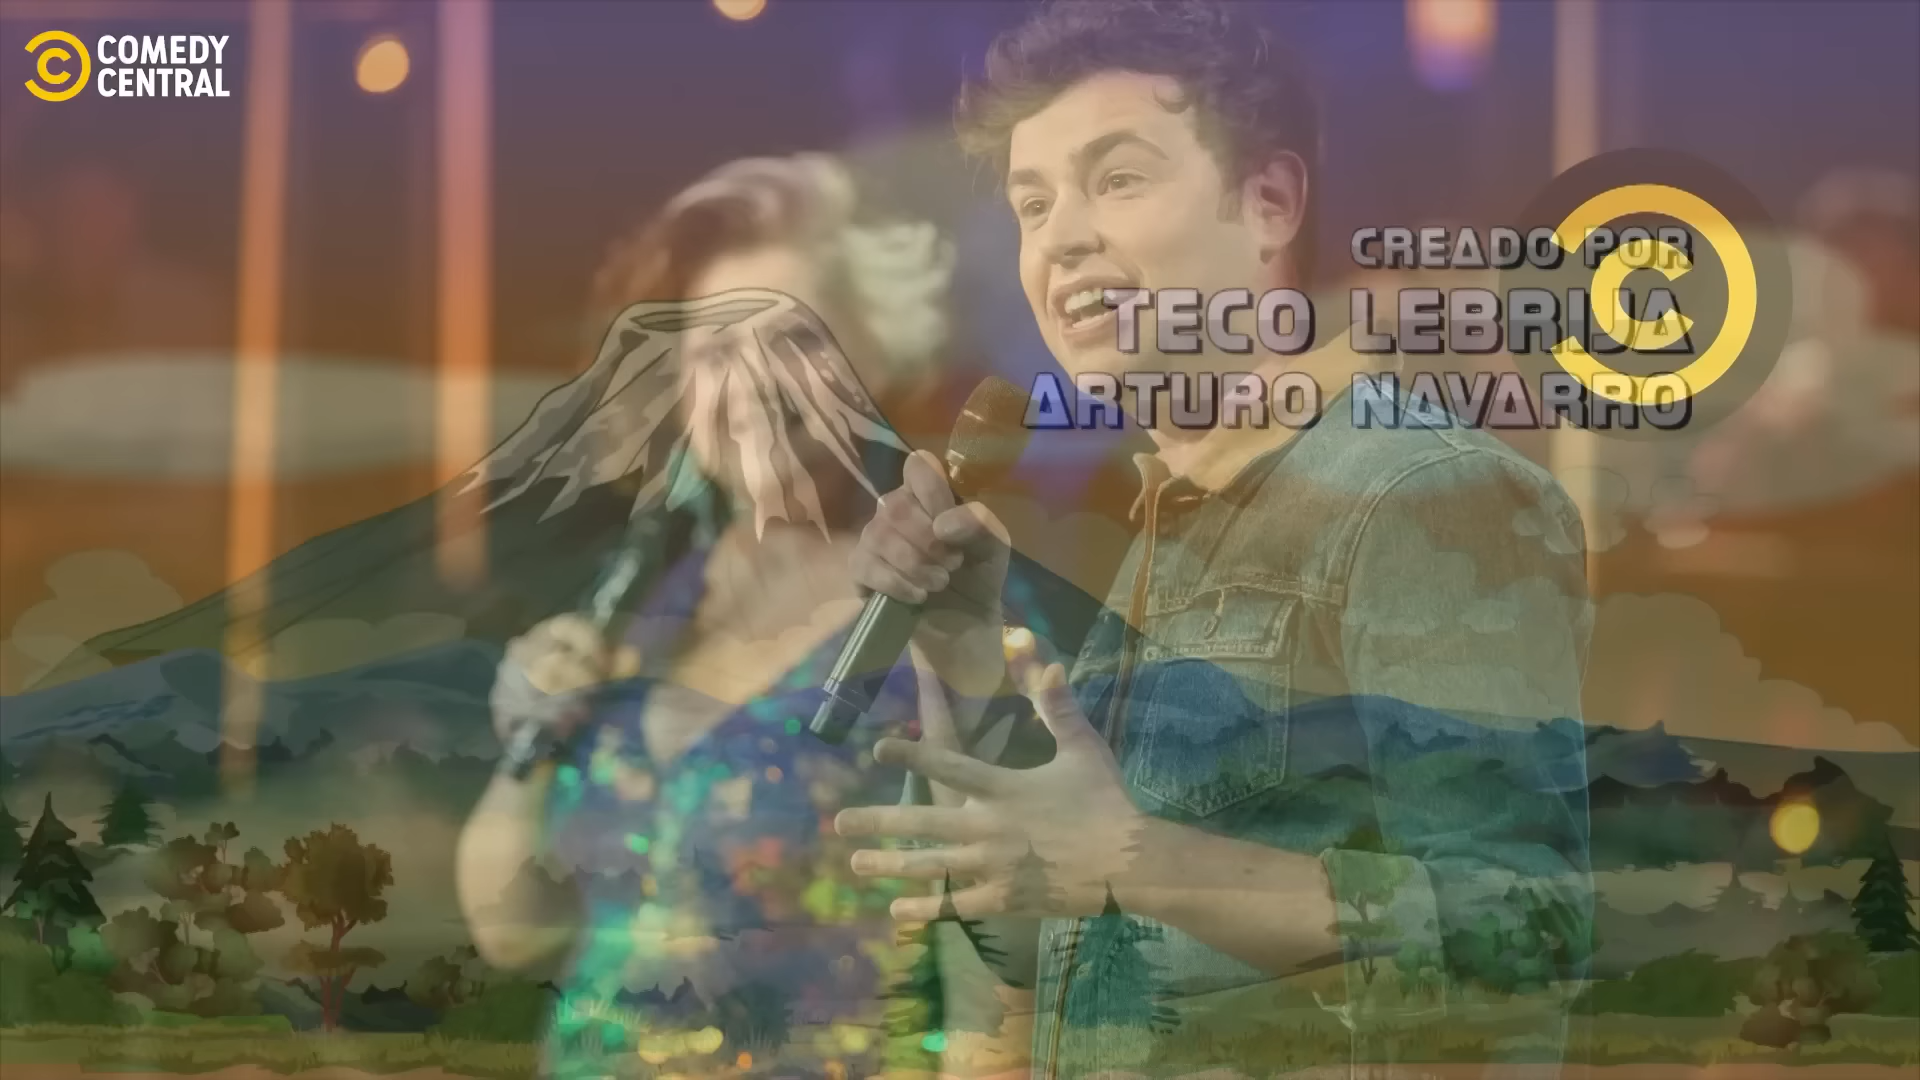 COMEDY
CENTRAL
CREADO POR
TECO LEBRIJA
ARTURO NAVARRO